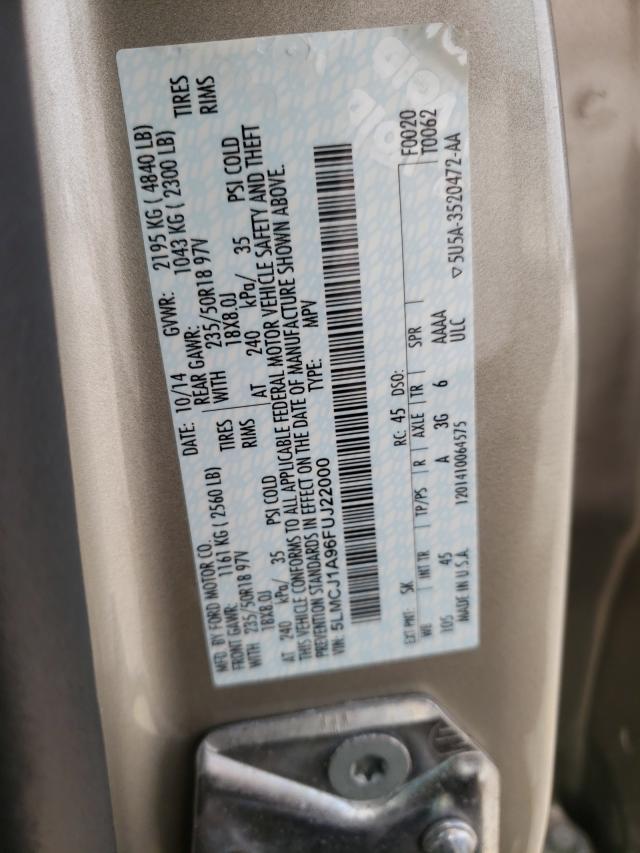 MFD. BY FORD MOTOR CO.
DATE: 10/14
GVWR: 2195 KG ( 4840 LB)
FRONT GAWR: 1161 KG ( 2560LB)
REAR GAWR: 1043 KG ( 2300 LB)
WITH 235/50R18 97V TIRES
WITH 235/50R18 97V TIRES
18X8.0J RIMS
18X8.0J RIMS
AT 240 kPa/ 35 PSI COLD
AT 240 kPa/ 35 PSI COLD
THIS VEHICLE CONFORMS TO ALL APPLICABLE FEDERAL MOTOR VEHICLE SAFETY AND THEFT
PREVENTION STANDARDS IN EFFECT ON THE DATE OF MANUFACTURE SHOWN ABOVE.
VIN: 5LMCJ1A96FUJ22000
TYPE: MPV
F0020
T0062
EXT PNT: SK RC: 45 DSO:
WB INT TR TP/PS R AXLE TR SPR
105 45 A 3G 6 AAAA
ULC
MADE IN U.S.A. 1201410064575
5U5A-3520472-AA